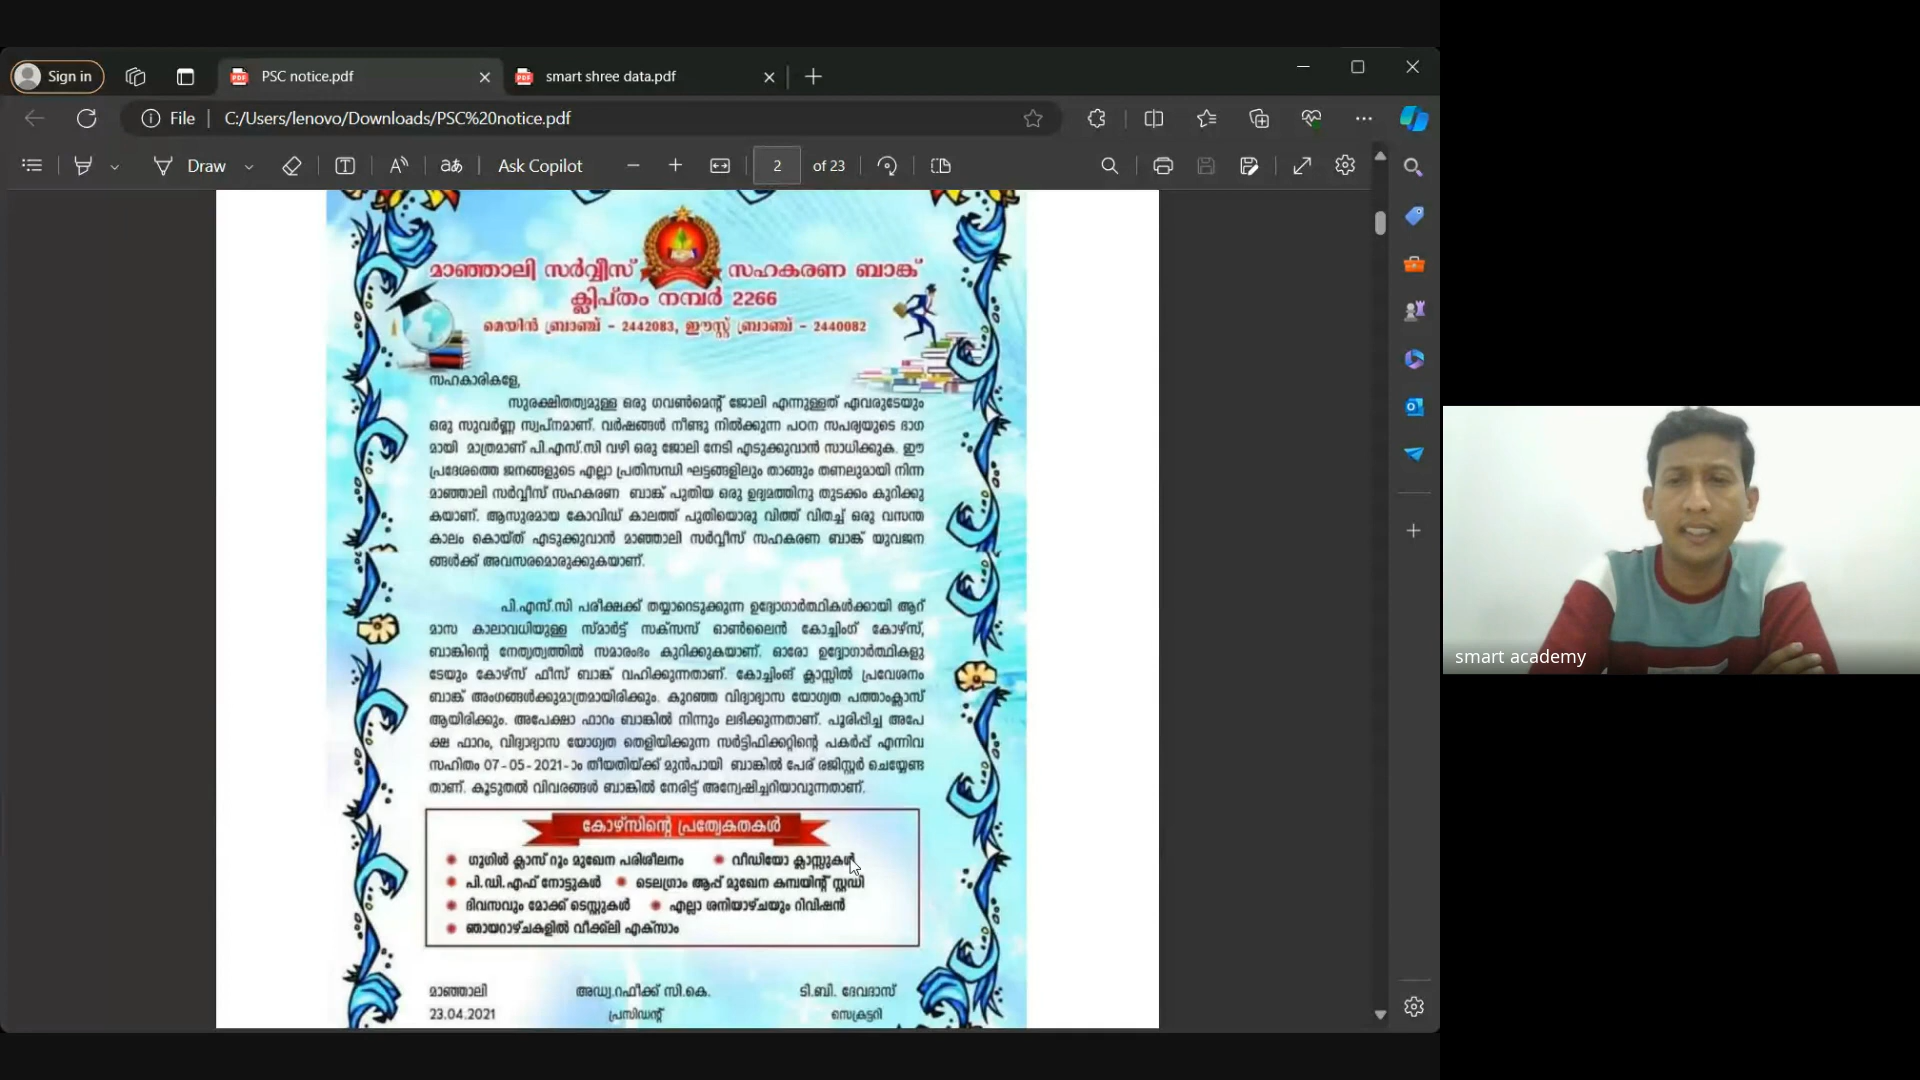 Sign in
PSC notice.pdf
smart shree data.pdf
File
C:/Users/lenovo/Downloads/PSC%20notice.pdf
Draw
aあ
Ask Copilot
2
of 23
മാഞ്ഞാലി സർവ്വീസ് സഹകരണ ബാങ്ക്
ക്ലിപ്തം നമ്പർ 2266
മെയിൻ ബ്രാഞ്ച് - 2442083, ഈസ്റ്റ് ബ്രാഞ്ച് - 2440082
സഹകാരികളേ,
സുരക്ഷിതത്വമുള്ള ഒരു ഗവൺമെന്റ് ജോലി എന്നുള്ളത് ഏവരുടേയും
ഒരു സുവർണ്ണ സ്വപ്നമാണ്. വർഷങ്ങൾ നീണ്ടു നിൽക്കുന്ന പഠന സപര്യയുടെ ഭാഗ
മായി മാത്രമാണ് പി.എസ്.സി വഴി ഒരു ജോലി നേടി എടുക്കുവാൻ സാധിക്കുക. ഈ
പ്രദേശത്തെ ജനങ്ങളുടെ എല്ലാ പ്രതിസന്ധി ഘട്ടങ്ങളിലും താങ്ങും തണലുമായി നിന്ന
മാഞ്ഞാലി സർവ്വീസ് സഹകരണ ബാങ്ക് പുതിയ ഒരു ഉദ്യമത്തിനു തുടക്കം കുറിക്കു
കയാണ്. ആസുരമായ കോവിഡ് കാലത്ത് പുതിയൊരു വിത്ത് വിതച്ച് ഒരു വസന്ത
കാലം കൊയ്ത് എടുക്കുവാൻ മാഞ്ഞാലി സർവ്വീസ് സഹകരണ ബാങ്ക് യുവജന
ങ്ങൾക്ക് അവസരമൊരുക്കുകയാണ്.
പി.എസ്.സി പരീക്ഷക്ക് തയ്യാറെടുക്കുന്ന ഉദ്യോഗാർത്ഥികൾക്കായി ആറ്
മാസ കാലാവധിയുള്ള സ്മാർട്ട് സക്സസ് ഓൺലൈൻ കോച്ചിംഗ് കോഴ്സ്,
ബാങ്കിന്റെ നേതൃത്വത്തിൽ സമാരംഭം കുറിക്കുകയാണ്. ഓരോ ഉദ്യോഗാർത്ഥികളു
ടേയും കോഴ്സ് ഫീസ് ബാങ്ക് വഹിക്കുന്നതാണ്. കോച്ചിംങ് ക്ലാസ്സിൽ പ്രവേശനം
ബാങ്ക് അംഗങ്ങൾക്കുമാത്രമായിരിക്കും. കുറഞ്ഞ വിദ്യാഭ്യാസ യോഗ്യത പത്താംക്ലാസ്
ആയിരിക്കും. അപേക്ഷാ ഫാറം ബാങ്കിൽ നിന്നും ലഭിക്കുന്നതാണ്. പൂരിപ്പിച്ച അപേ
ക്ഷ ഫാറം, വിദ്യാഭ്യാസ യോഗ്യത തെളിയിക്കുന്ന സർട്ടിഫിക്കറ്റിന്റെ പകർപ്പ് എന്നിവ
സഹിതം 07-05-2021-ാം തീയതിയ്ക്ക് മുൻപായി ബാങ്കിൽ പേര് രജിസ്റ്റർ ചെയ്യേണ്ട
താണ്. കൂടുതൽ വിവരങ്ങൾ ബാങ്കിൽ നേരിട്ട് അന്വേഷിച്ചറിയാവുന്നതാണ്.
കോഴ്സിന്റെ പ്രത്യേകതകൾ
ഗൂഗിൾ ക്ലാസ് റൂം മുഖേന പരിശീലനം വീഡിയോ ക്ലാസ്സുകൾ
പി.ഡി.എഫ് നോട്ടുകൾ ടെലഗ്രാം ആപ്പ് മുഖേന കമ്പയിന്റ് സ്റ്റഡി
ദിവസവും മോക്ക് ടെസ്റ്റുകൾ എല്ലാ ശനിയാഴ്ചയും റിവിഷൻ
ഞായറാഴ്ചകളിൽ വീക്ക്‌ലി എക്സാം
മാഞ്ഞാലി അഡ്വ.റഫീക്ക് സി.കെ. ടി.ബി. ദേവദാസ്
23.04.2021 പ്രസിഡന്റ് സെക്രട്ടറി
smart academy